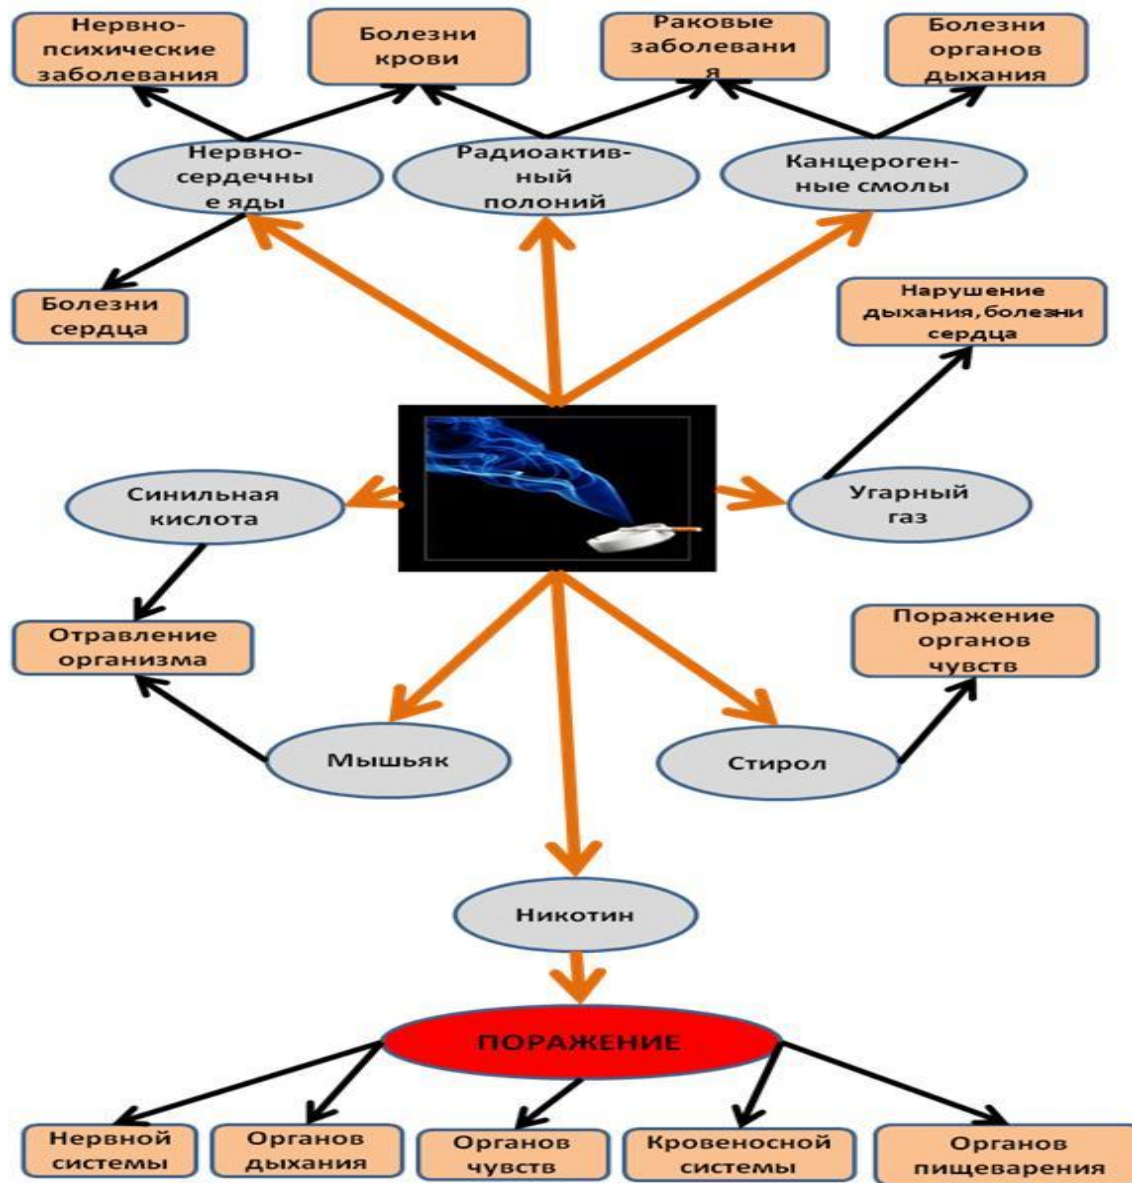 Нервно-
психические
заболевания
Болезни
крови
Раковые
заболевани
я
Болезни
органов
дыхания
Нервно-
сердечны
е яды
Радиоактив-
ный
полоний
Канцероген-
ные смолы
Болезни
сердца
Нарушение
дыхания,болезни
сердца
Синильная
кислота
Угарный
газ
Отравление
организма
Поражение
органов
чувств
Мышьяк
Стирол
Никотин
ПОРАЖЕНИЕ
Нервной
системы
Органов
дыхания
Органов
чувств
Кровеносной
системы
Органов
пищеварения